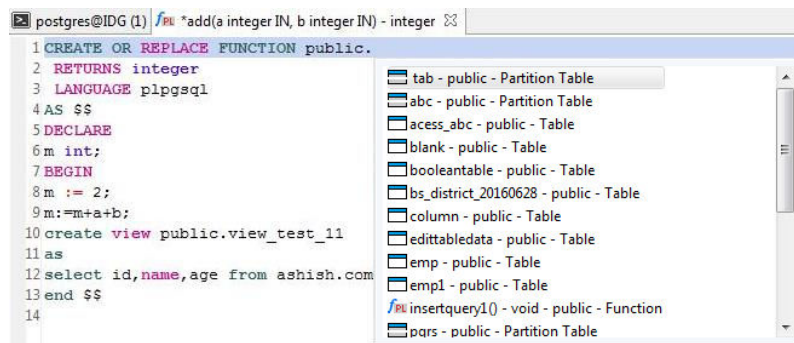 postgres@IDG (1) *add(a integer IN, b integer IN) - integer
1 CREATE OR REPLACE FUNCTION public.
2 RETURNS integer
3 LANGUAGE plpgsql
4 AS $$
5 DECLARE
6 m int;
7 BEGIN
8 m := 2;
9 m:=m+a+b;
10 create view public.view_test_11
11 as
12 select id,name,age from ashish.com
13 end $$
14
tab - public - Partition Table
abc - public - Partition Table
acess_abc - public - Table
blank - public - Table
booleantable - public - Table
bs_district_20160628 - public - Table
column - public - Table
edittabledata - public - Table
emp - public - Table
emp1 - public - Table
insertquery1() - void - public - Function
pqrs - public - Partition Table